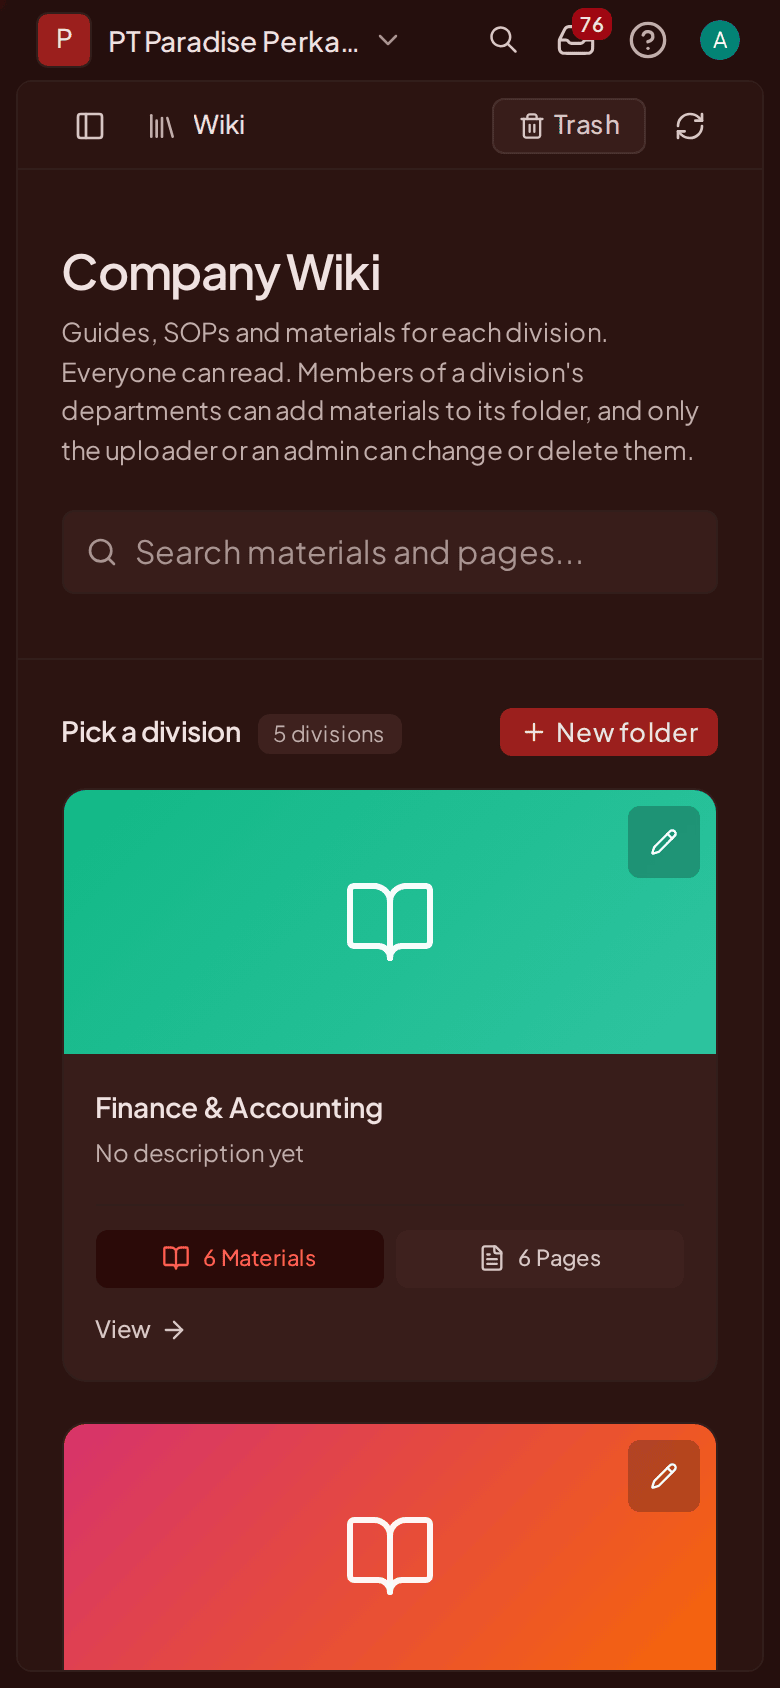 P
PT Paradise Perka...
76
A
Wiki
Trash
Company Wiki
Guides, SOPs and materials for each division.
Everyone can read. Members of a division's
departments can add materials to its folder, and only
the uploader or an admin can change or delete them.
Search materials and pages...
Pick a division
5 divisions
New folder
Finance & Accounting
No description yet
6 Materials
6 Pages
View